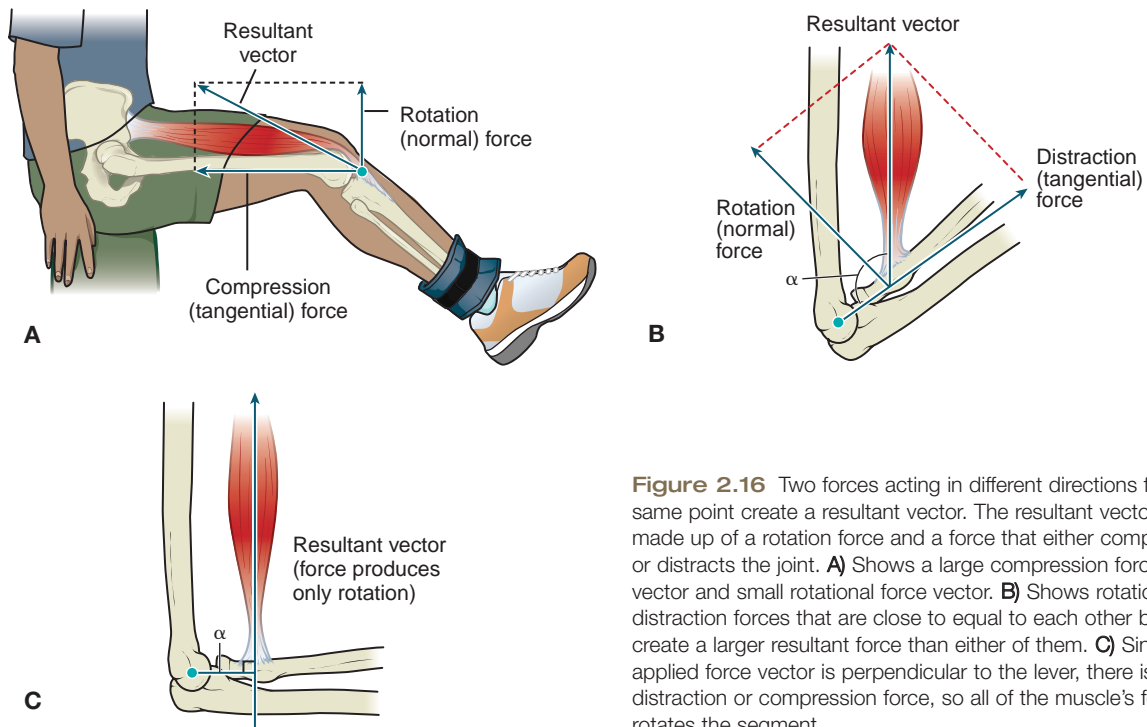 Resultant
vector
Rotation
(normal) force
Compression
(tangential) force
A
Resultant vector
Distraction
(tangential)
force
Rotation
(normal)
force
α
B
Resultant vector
(force produces
only rotation)
α
C
Figure 2.16 Two forces acting in different directions
same point create a resultant vector. The resultant vector
made up of a rotation force and a force that either
or distracts the joint. A) Shows a large compression
vector and small rotational force vector. B) Shows
distraction forces that are close to equal to each other
create a larger resultant force than either of them. C)
applied force vector is perpendicular to the lever, there is
distraction or compression force, so all of the muscle's
rotates the segment.